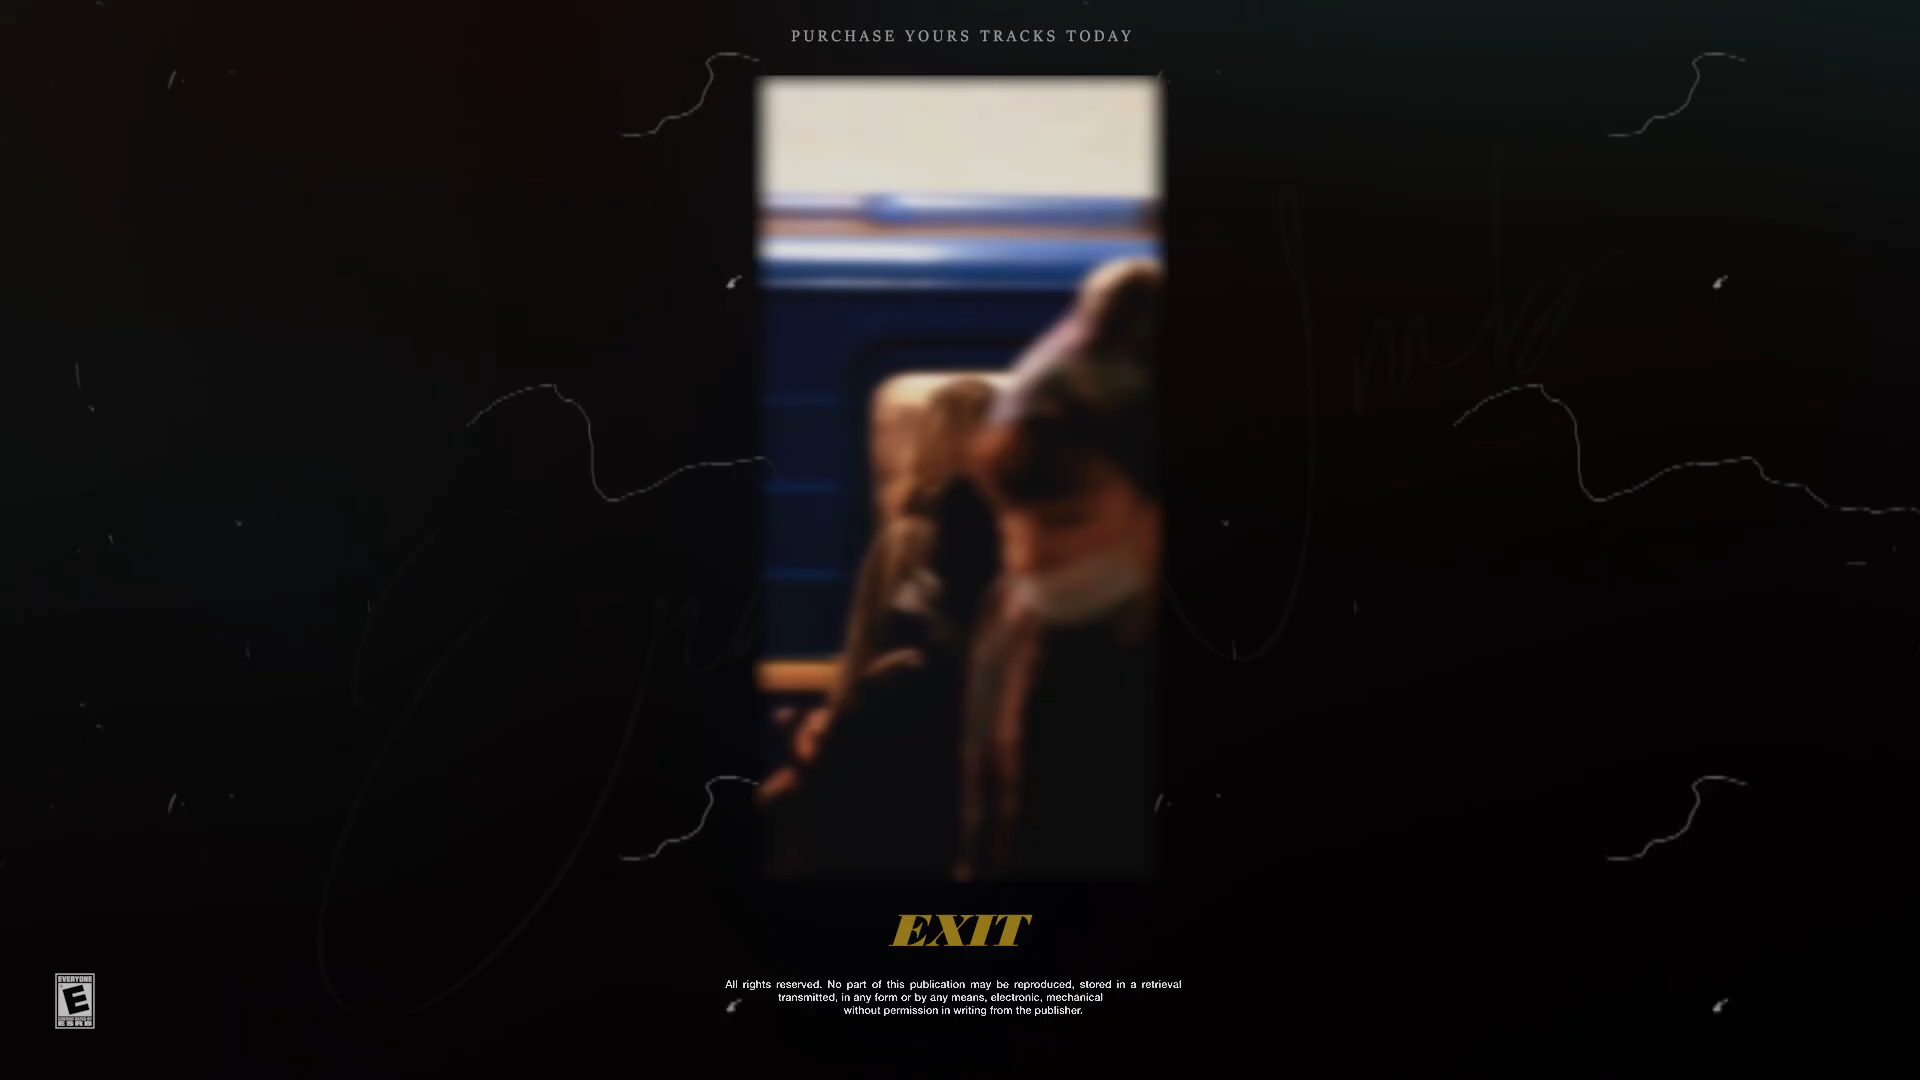 PURCHASE YOURS TRACKS TODAY
EXIT
All rights reserved. No part of this publication may be reproduced, stored in a retrieval
transmitted, in any form or by any means, electronic, mechanical
without permission in writing from the publisher.
EVERYONE
E
ESRB